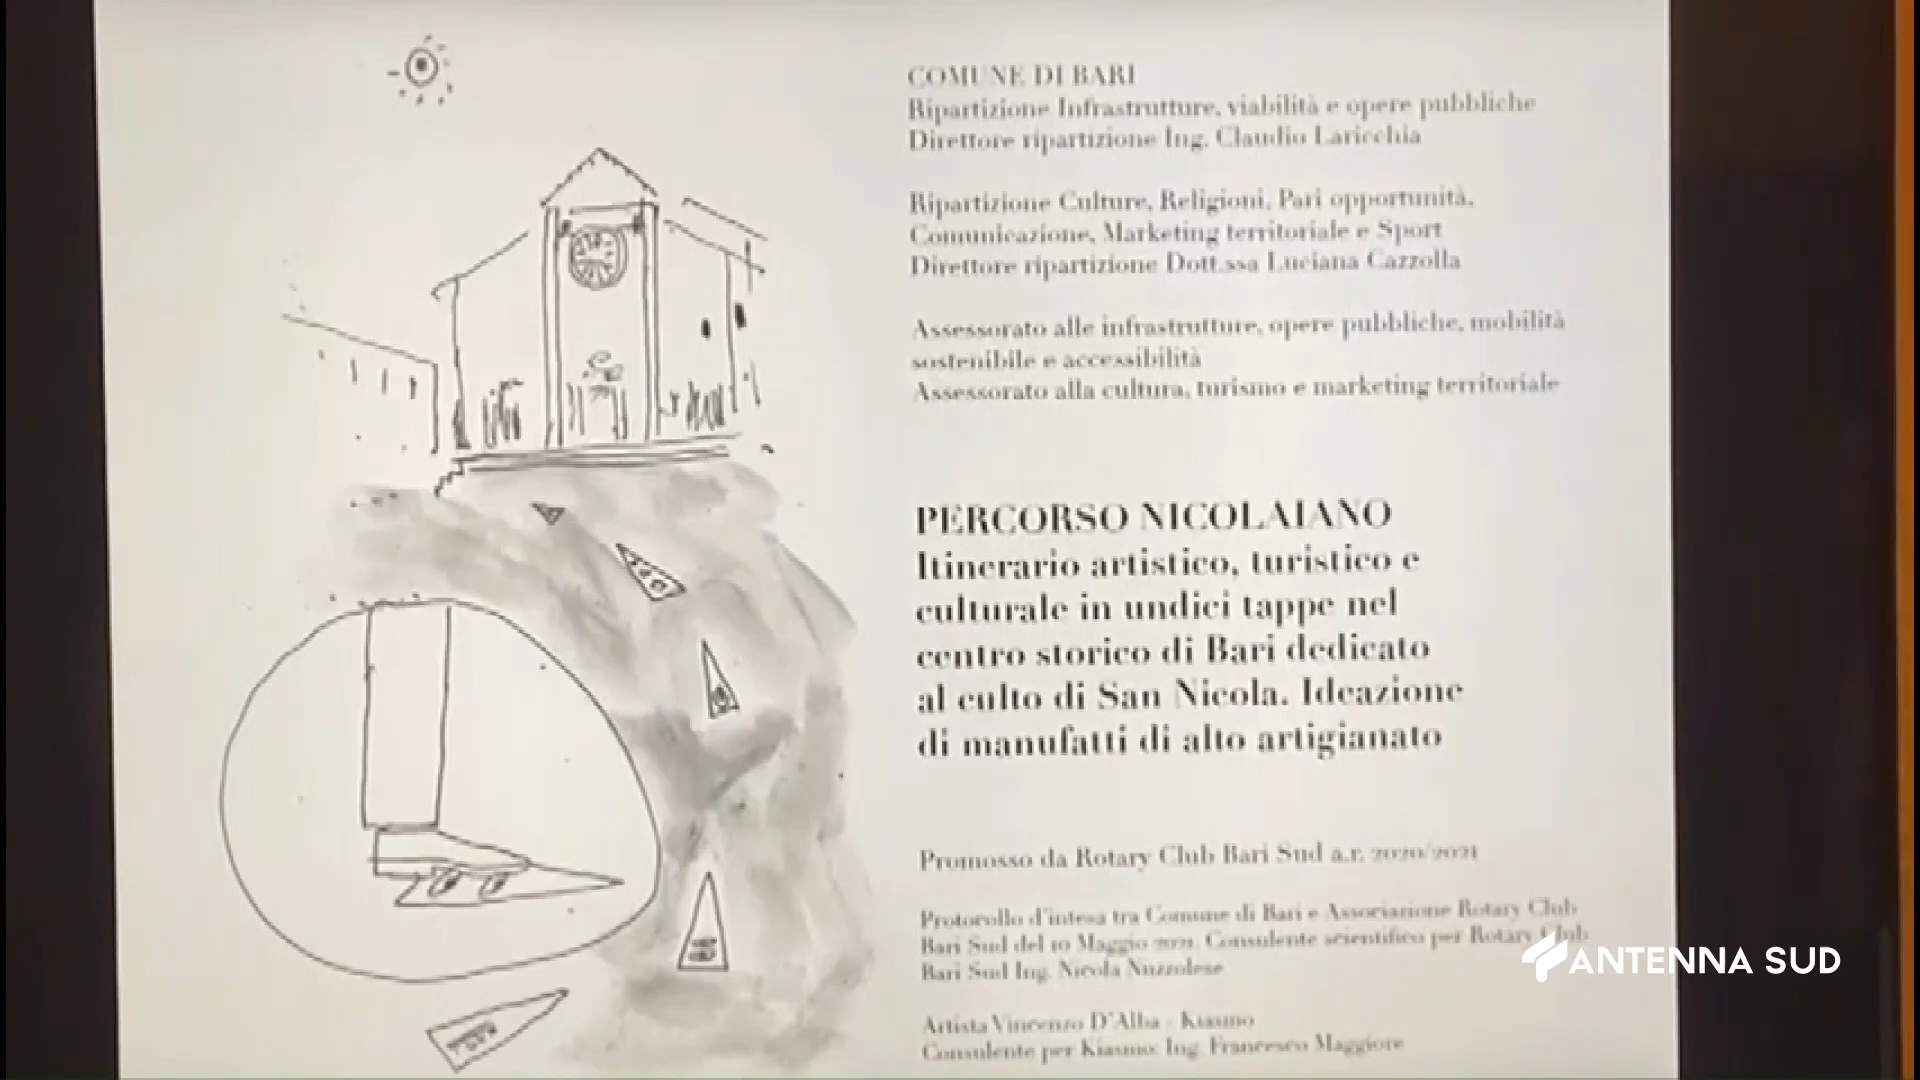 COMUNE DI BARI
Ripartizione Infrastrutture, viabilità e opere pubbliche
Direttore ripartizione Ing. Claudio Laricchia
Ripartizione Culture, Religioni, Pari opportunità,
Comunicazione, Marketing territoriale e Sport
Direttore ripartizione Dott.ssa Luciana Cazzolla
Assessorato alle infrastrutture, opere pubbliche, mobilità
sostenibile e accessibilità
Assessorato alla cultura, turismo e marketing territoriale
PERCORSO NICOLAIANO
Itinerario artistico, turistico e
culturale in undici tappe nel
centro storico di Bari dedicato
al culto di San Nicola. Ideazione
di manufatti di alto artigianato
Promosso da Rotary Club Bari Sud a.r. 2020/2021
Protocollo d'intesa tra Comune di Bari e Associazione Rotary Club
Bari Sud del 10 Maggio 2021. Consulente scientifico per Rotary Club
Bari Sud Ing. Nicola Nuzzolese
Artista Vincenzo D'Alba - Kiasmo
Consulente per Kiasmo: Ing. Francesco Maggiore
ANTENNA SUD